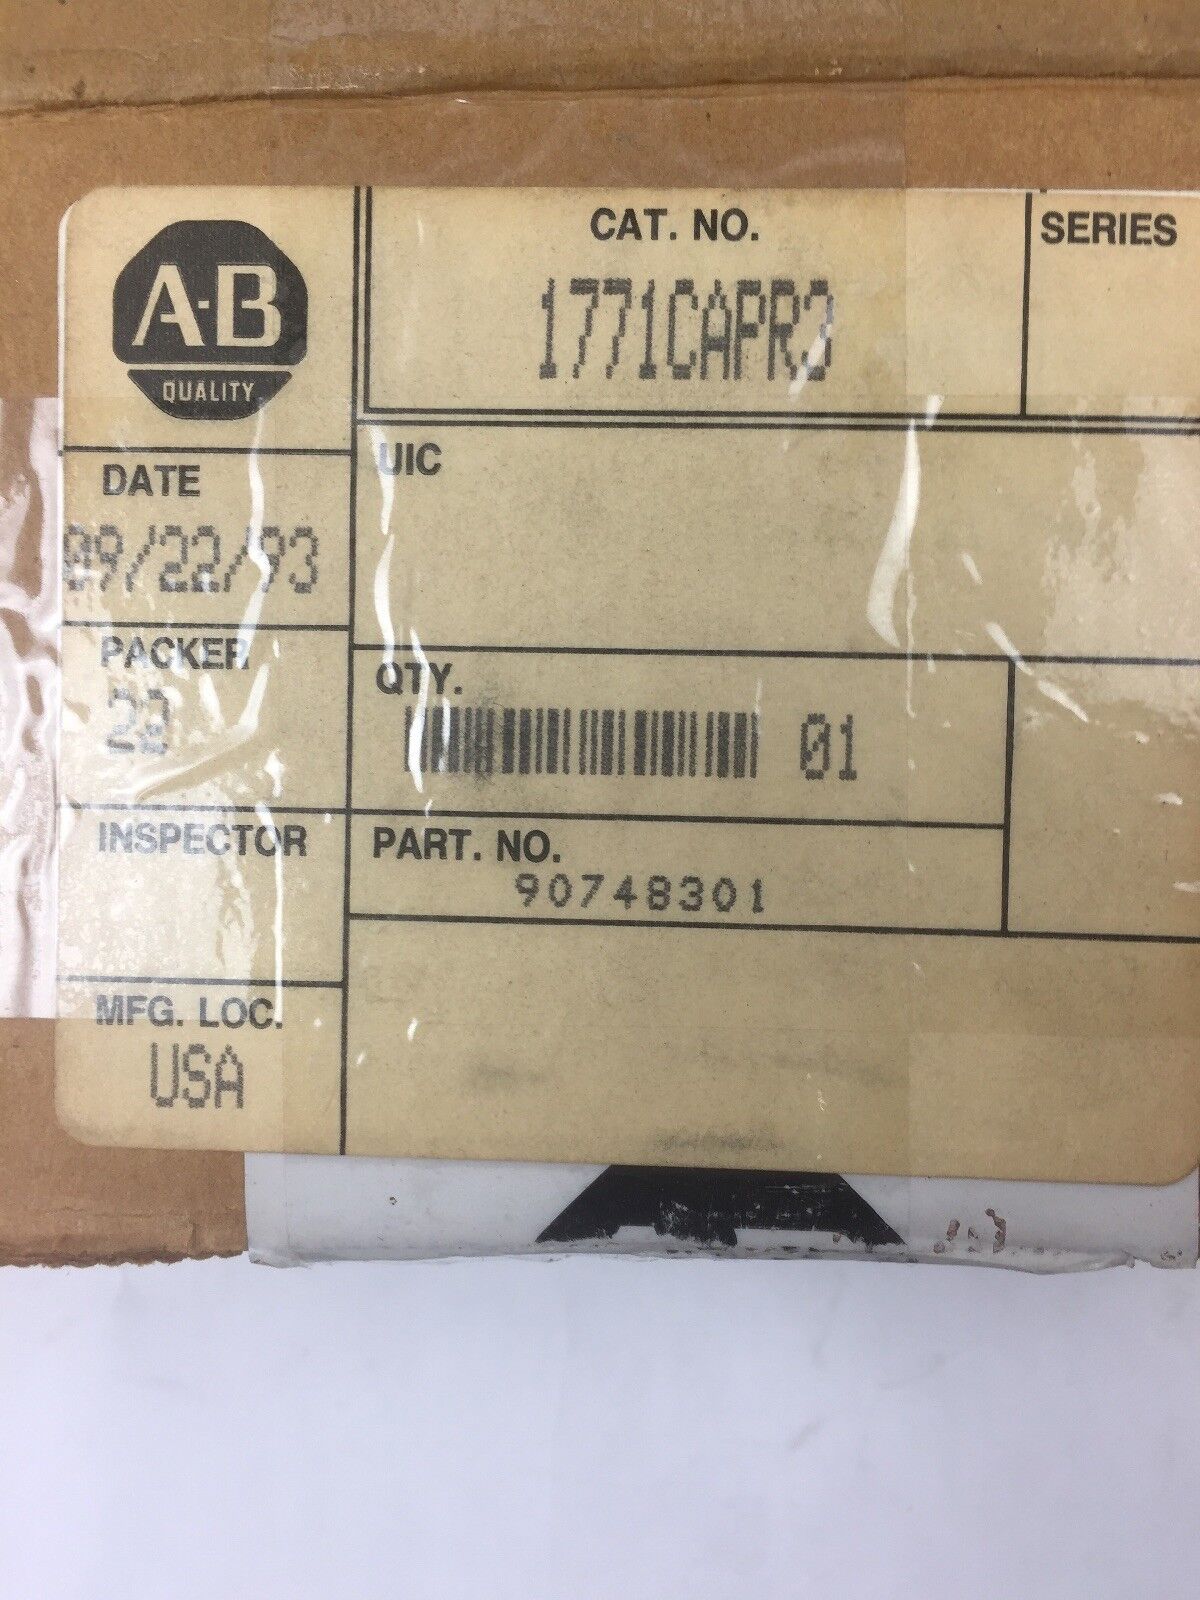 A-B
QUALITY
CAT. NO.
1771CAPR3
SERIES
DATE
09/22/93
UIC
PACKER
22
QTY.
01
INSPECTOR
PART. NO.
90748301
MFG. LOC.
USA